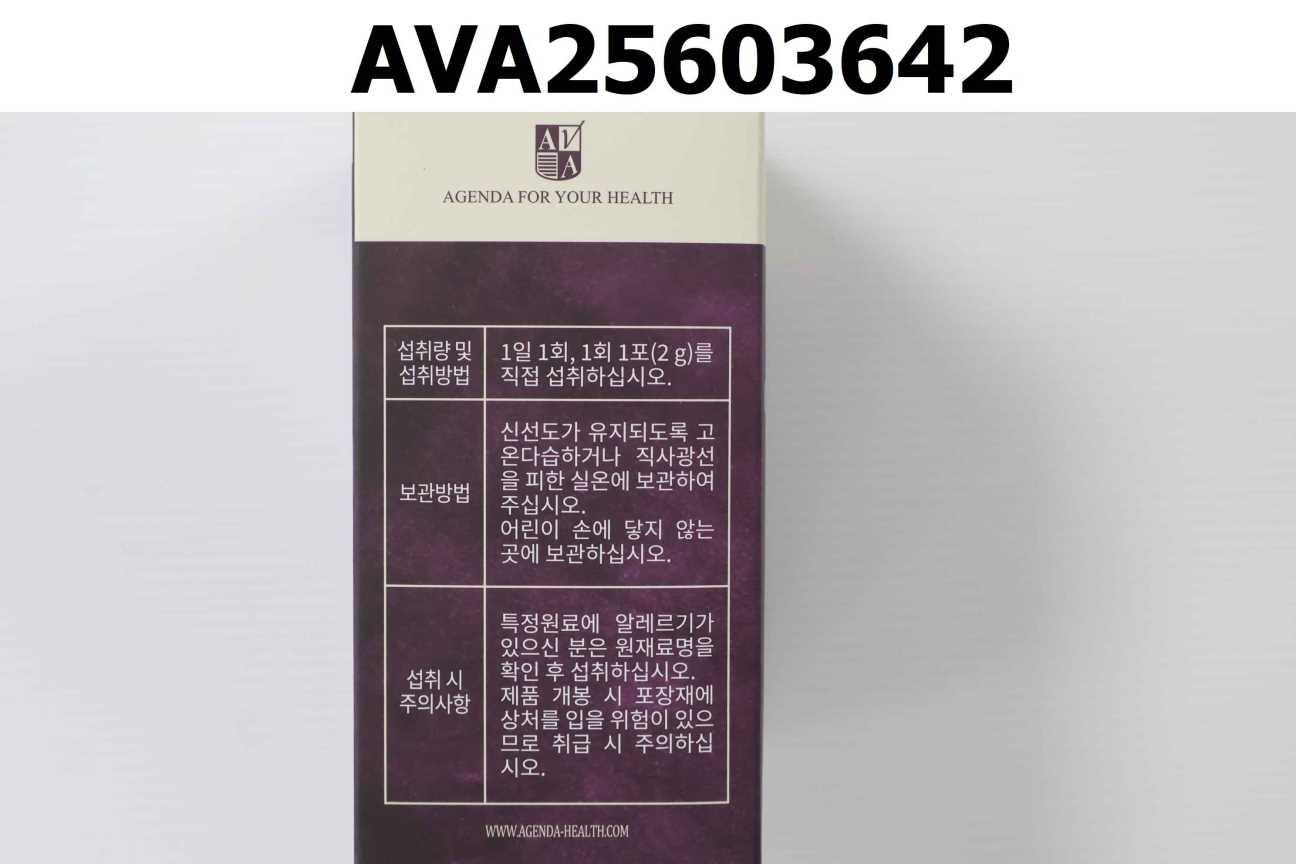 AVA25603642
AVA
AGENDA FOR YOUR HEALTH
섭취량 및
섭취방법
1일 1회, 1회 1포(2 g)를
직접 섭취하십시오.
보관방법
신선도가 유지되도록 고
온다습하거나 직사광선
을 피한 실온에 보관하여
주십시오.
어린이 손에 닿지 않는
곳에 보관하십시오.
섭취 시
주의사항
특정원료에 알레르기가
있으신 분은 원재료명을
확인 후 섭취하십시오.
제품 개봉 시 포장재에
상처를 입을 위험이 있으
므로 취급 시 주의하십
시오.
WWW.AGENDA-HEALTH.COM